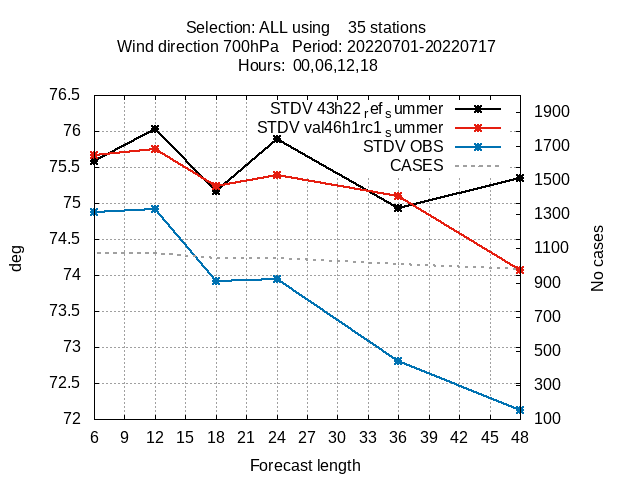 Selection: ALL using 35 stations
Wind direction 700hPa Period: 20220701-20220717
Hours: 00,06,12,18
STDV 43h22ref summer
STDV val46h1rc1summer
STDV OBS
CASES
76.5
76
75.5
75
74.5
74
73.5
73
72.5
72
deg
1900
1700
1500
1300
1100
900
700
500
300
100
No cases
6 9 12 15 18 21 24 27 30 33 36 39 42 45 48
Forecast length